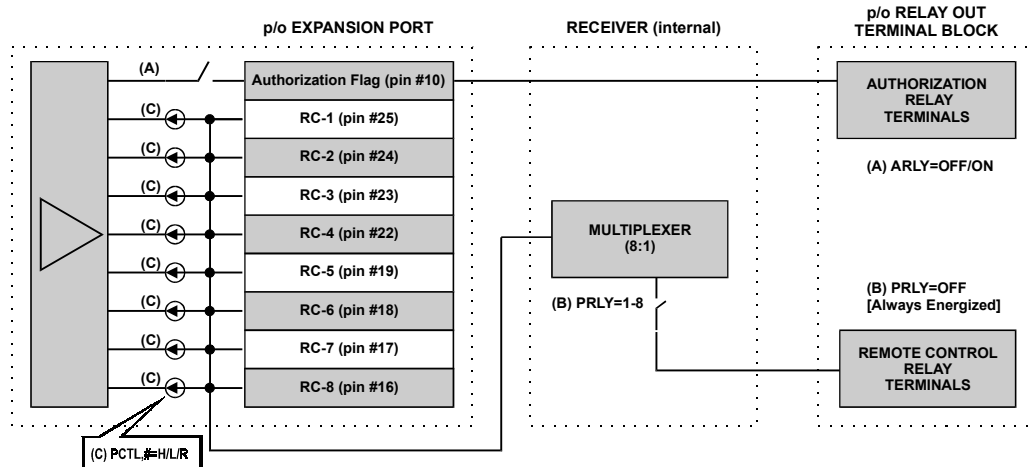 p/o EXPANSION PORT
RECEIVER (internal)
p/o RELAY OUT
TERMINAL BLOCK
(A)
Authorization Flag (pin #10)
AUTHORIZATION
RELAY
TERMINALS
(A) ARLY=OFF/ON
(C)
RC-1 (pin #25)
(C)
RC-2 (pin #24)
(C)
RC-3 (pin #23)
(C)
RC-4 (pin #22)
(C)
RC-5 (pin #19)
(C)
RC-6 (pin #18)
(C)
RC-7 (pin #17)
(C)
RC-8 (pin #16)
MULTIPLEXER
(8:1)
(B) PRLY=1-8
(B) PRLY=OFF
[Always Energized]
REMOTE CONTROL
RELAY
TERMINALS
(C) PCTL,#=H/L/R